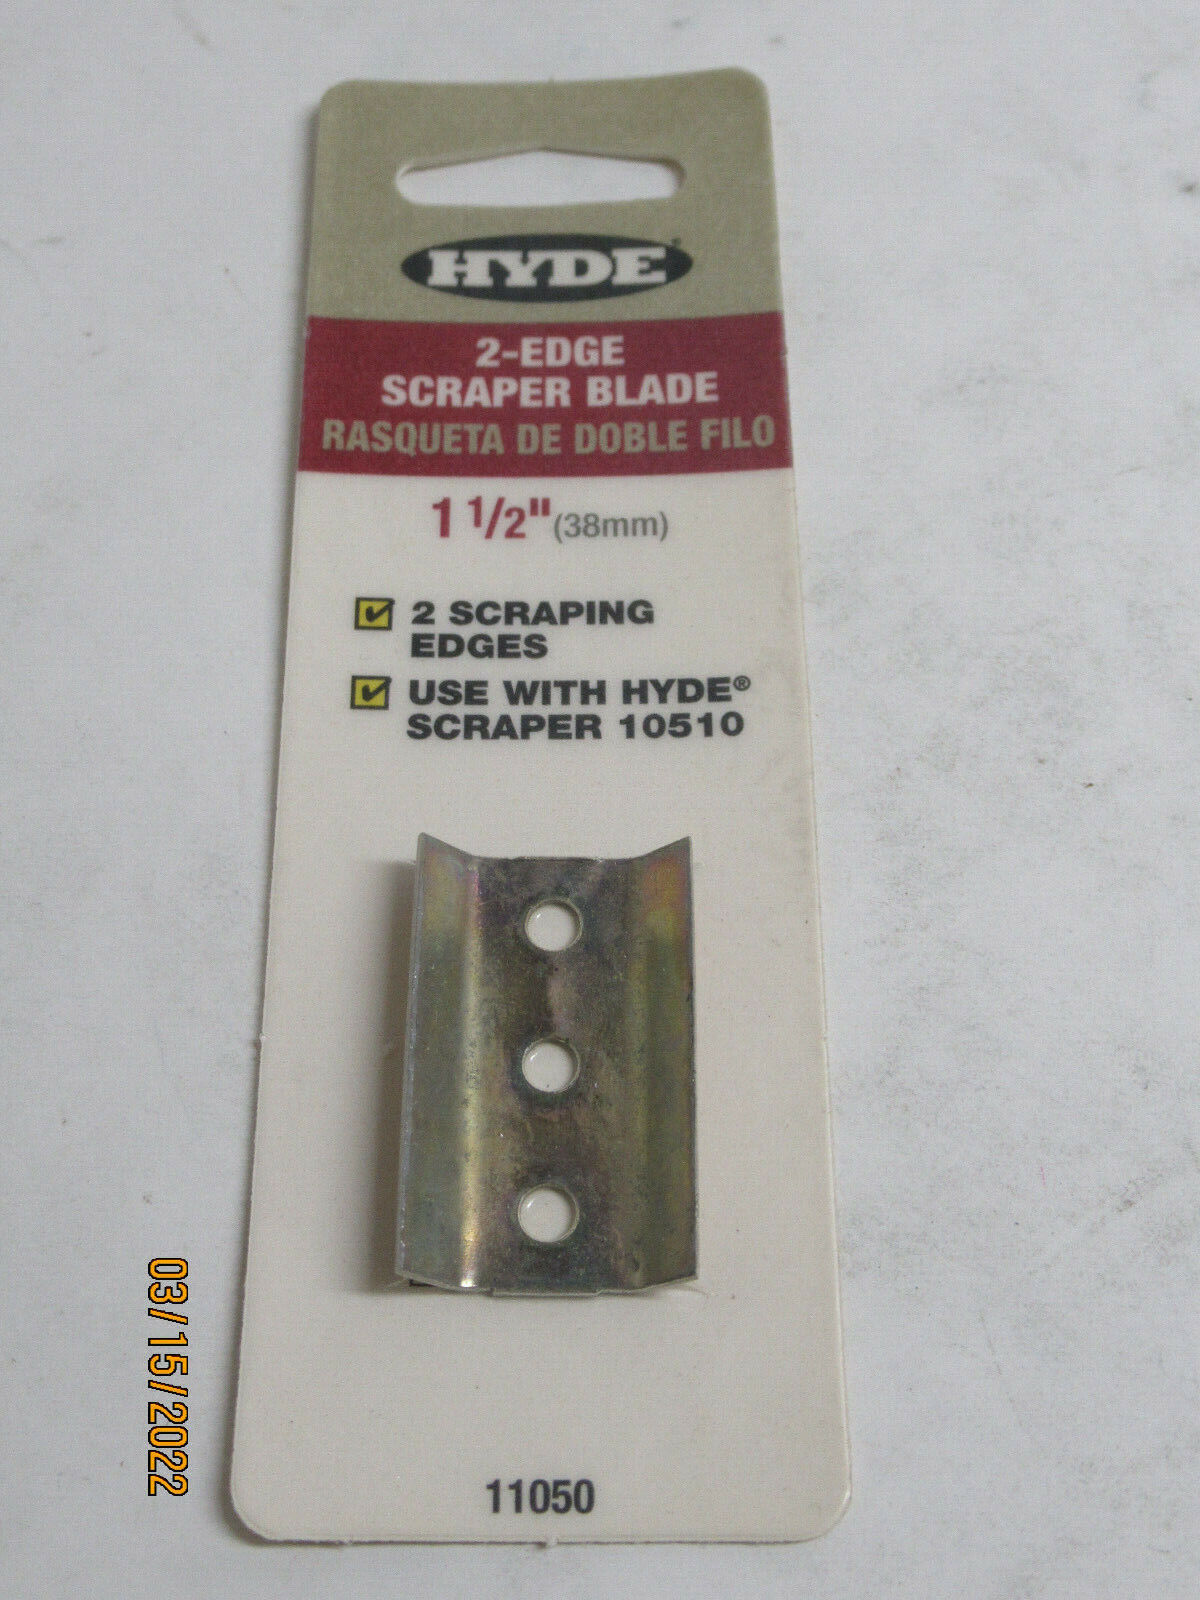 HYDE
2-EDGE
SCRAPER BLADE
RASQUETA DE DOBLE FILO
1 1/2" (38mm)
2 SCRAPING
EDGES
USE WITH HYDE®
SCRAPER 10510
11050
03/15/2022